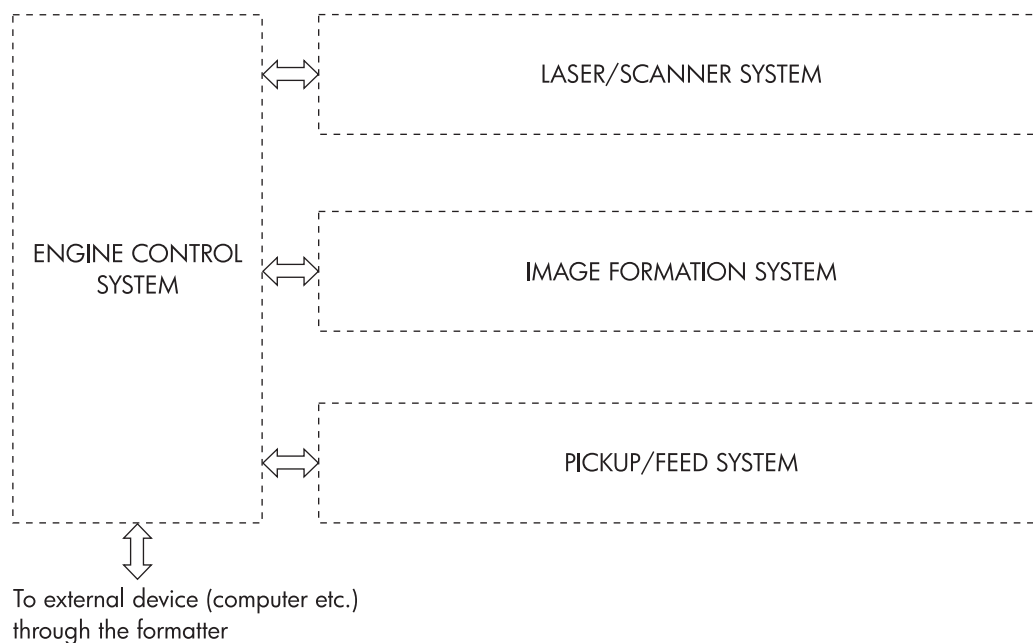 LASER/SCANNER SYSTEM
ENGINE CONTROL
SYSTEM
IMAGE FORMATION SYSTEM
PICKUP/FEED SYSTEM
To external device (computer etc.)
through the formatter